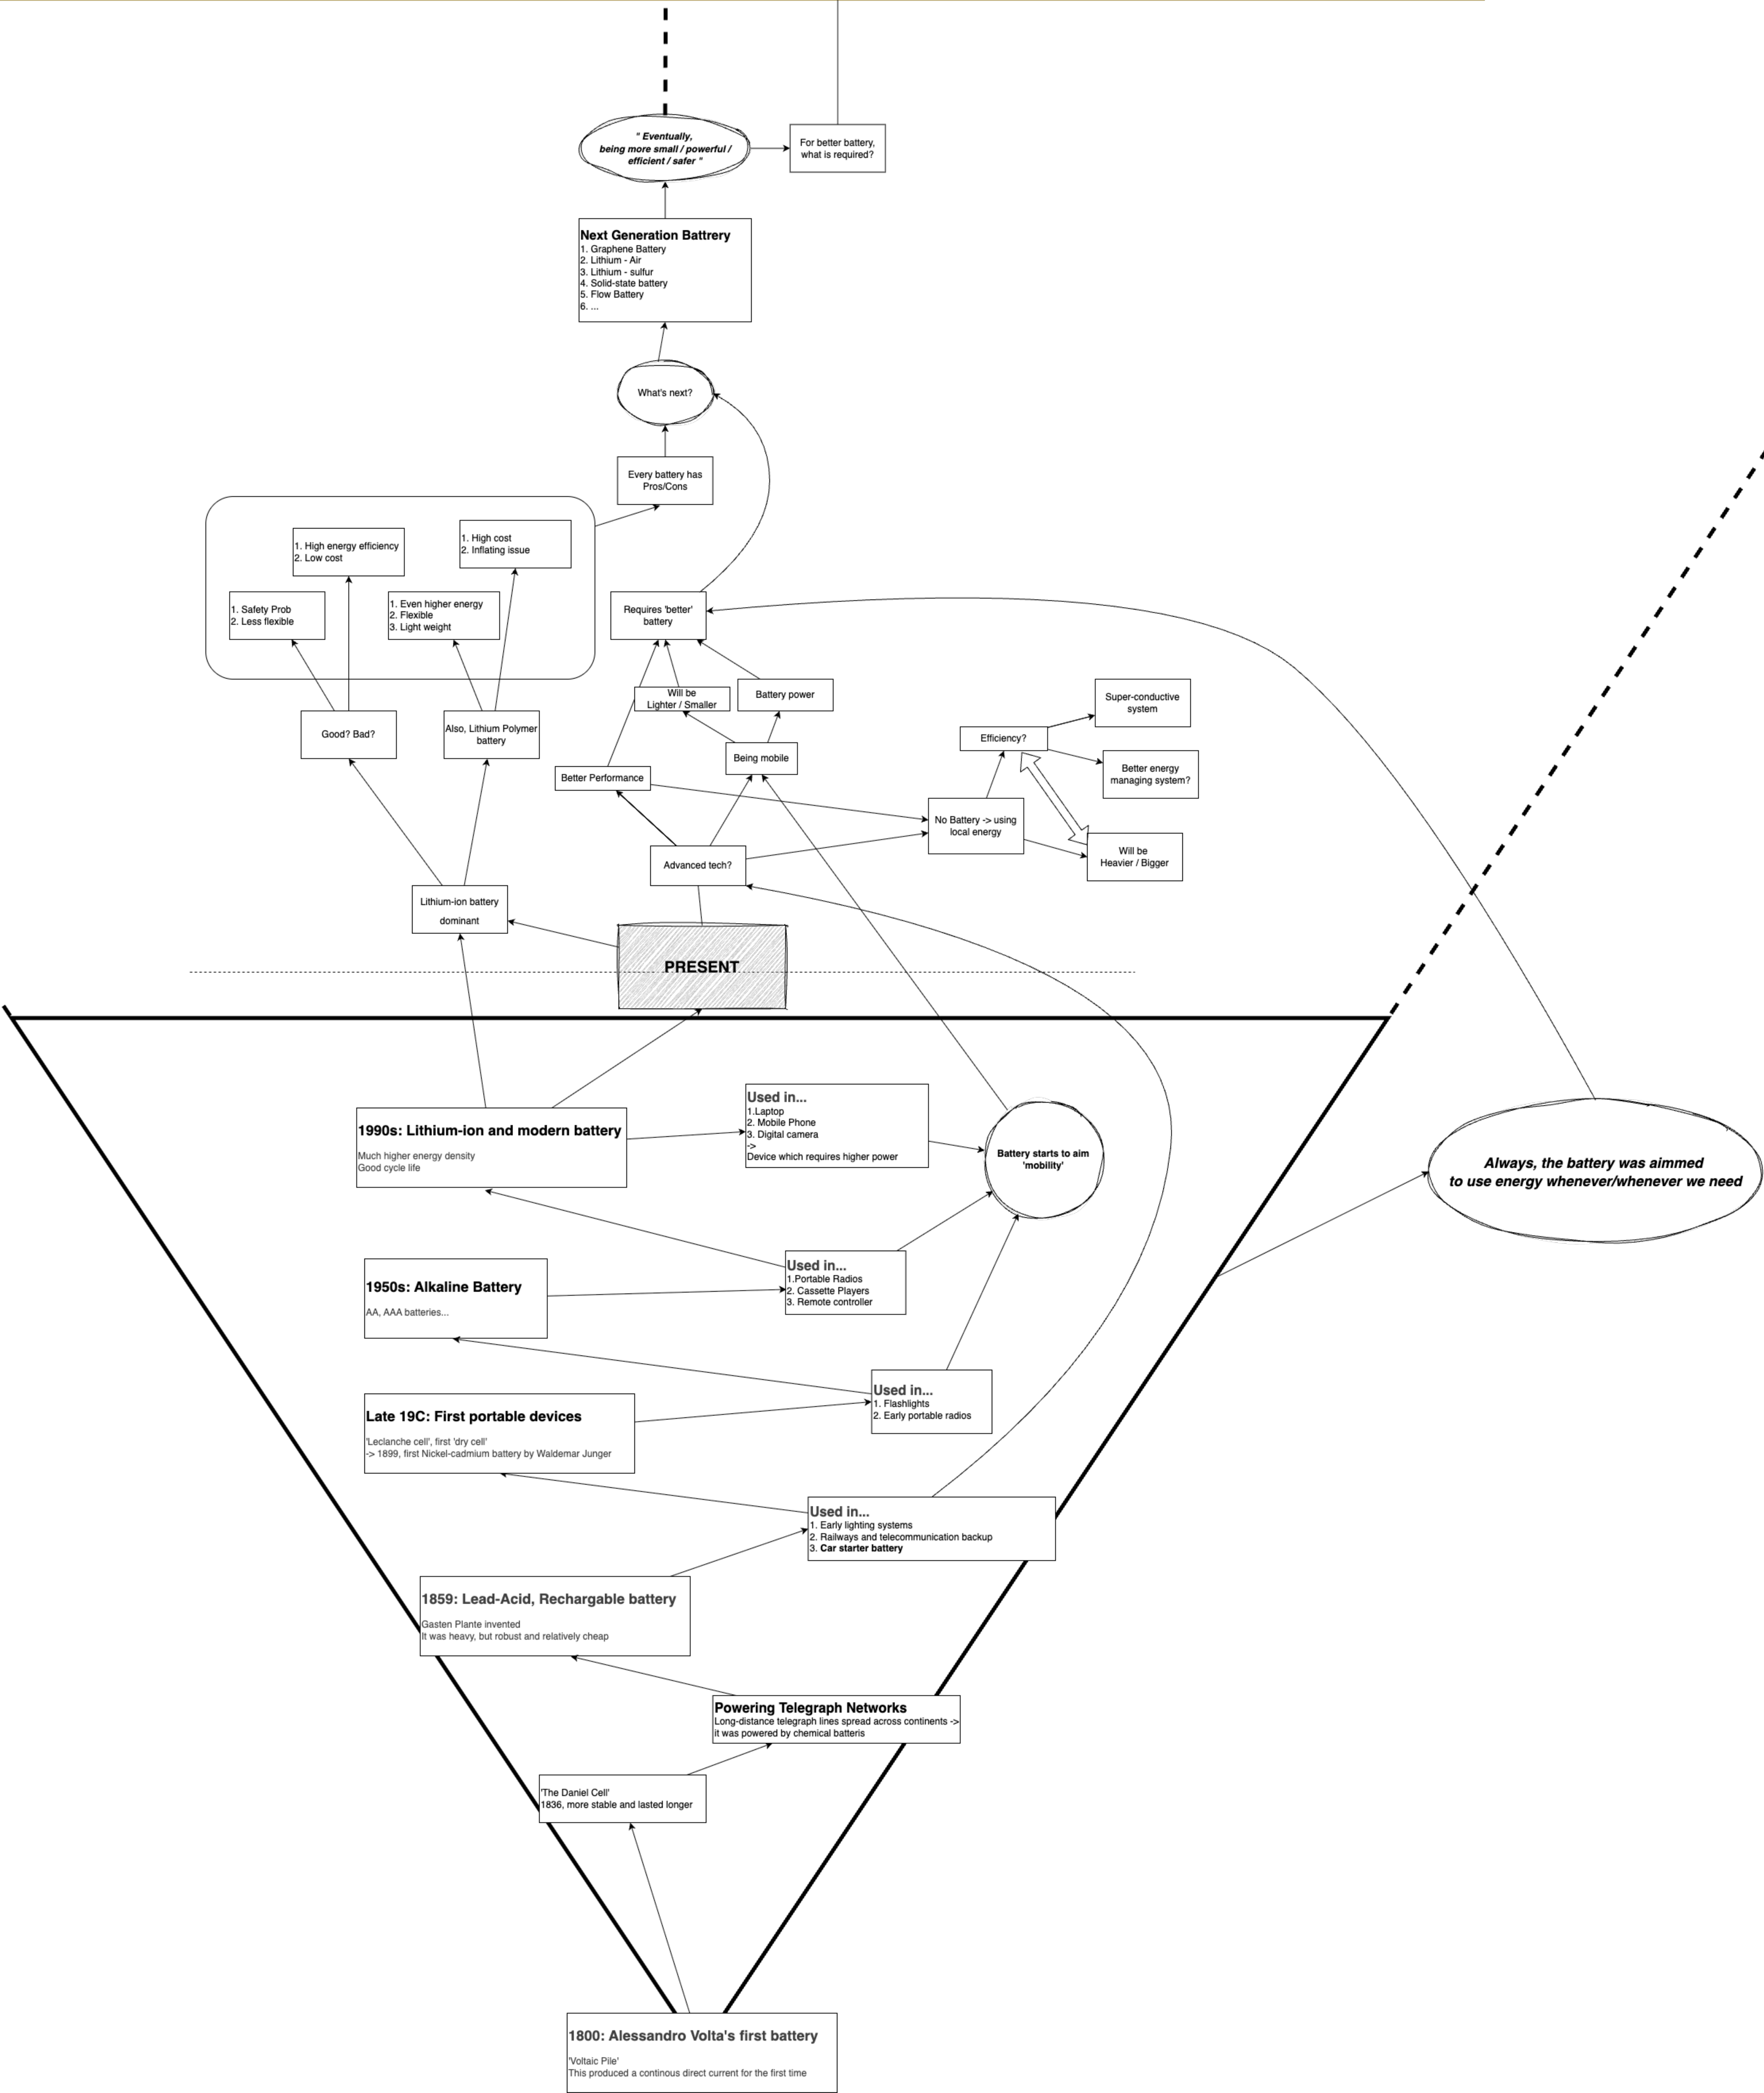 " Eventually,
being more small / powerful /
efficient / safer "
For better battery,
what is required?
Next Generation Battrery
1. Graphene Battery
2. Lithium - Air
3. Lithium - sulfur
4. Solid-state battery
5. Flow Battery
6. ...
What's next?
Every battery has
Pros/Cons
1. High energy efficiency
2. Low cost
1. High cost
2. Inflating issue
1. Safety Prob
2. Less flexible
1. Even higher energy
2. Flexible
3. Light weight
Requires 'better'
battery
Will be
Lighter / Smaller
Battery power
Super-conductive
system
Good? Bad?
Also, Lithium Polymer
battery
Efficiency?
Being mobile
Better energy
managing system?
Better Performance
No Battery -> using
local energy
Will be
Heavier / Bigger
Advanced tech?
Lithium-ion battery
dominant
PRESENT
Used in...
1.Laptop
2. Mobile Phone
3. Digital camera
->
Device which requires higher power
1990s: Lithium-ion and modern battery
Much higher energy density
Good cycle life
Battery starts to aim
'mobility'
Always, the battery was aimmed
to use energy whenever/whenever we need
Used in...
1.Portable Radios
2. Cassette Players
3. Remote controller
1950s: Alkaline Battery
AA, AAA batteries...
Used in...
1. Flashlights
2. Early portable radios
Late 19C: First portable devices
'Leclanche cell', first 'dry cell'
-> 1899, first Nickel-cadmium battery by Waldemar Junger
Used in...
1. Early lighting systems
2. Railways and telecommunication backup
3. Car starter battery
1859: Lead-Acid, Rechargable battery
Gasten Plante invented
It was heavy, but robust and relatively cheap
Powering Telegraph Networks
Long-distance telegraph lines spread across continents ->
it was powered by chemical batteris
'The Daniel Cell'
1836, more stable and lasted longer
1800: Alessandro Volta's first battery
'Voltaic Pile'
This produced a continous direct current for the first time